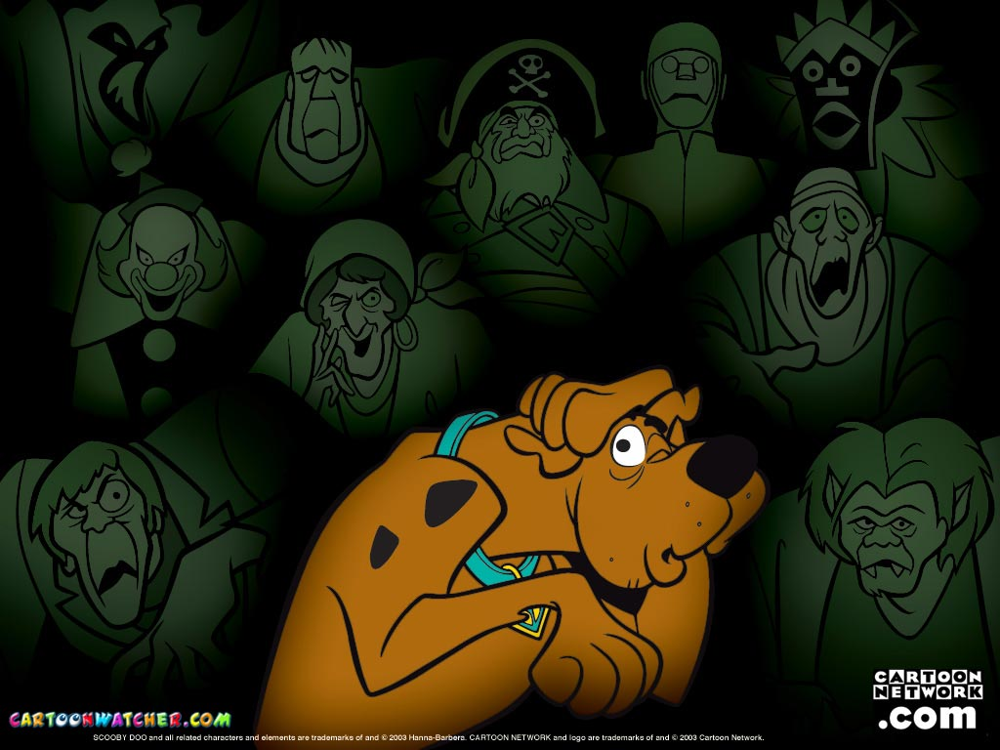 CARTOON
NETWORK
.com
CARTOONWATCHER.COM
SCOOBY DOO and all related characters and elements are trademarks of and © 2003 Hanna-Barbera. CARTOON NETWORK and logo are trademarks of and © 2003 Cartoon Network.